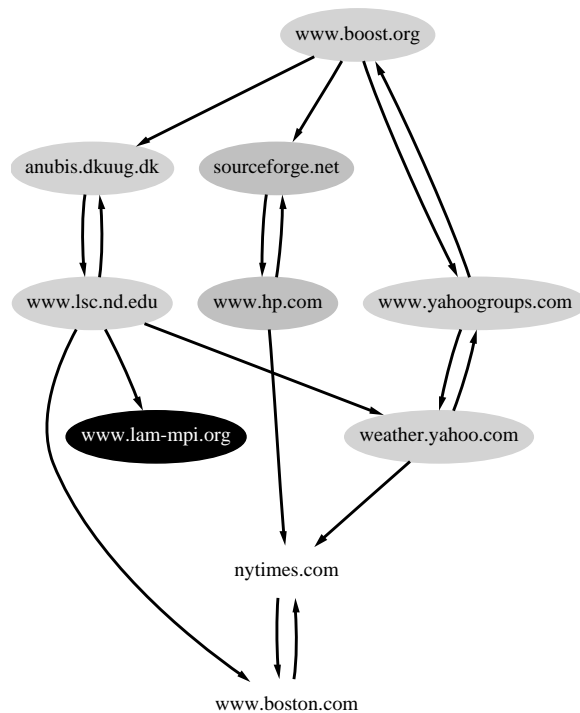 www.boost.org
anubis.dkuug.dk
sourceforge.net
www.lsc.nd.edu
www.hp.com
www.yahoogroups.com
www.lam-mpi.org
weather.yahoo.com
nytimes.com
www.boston.com